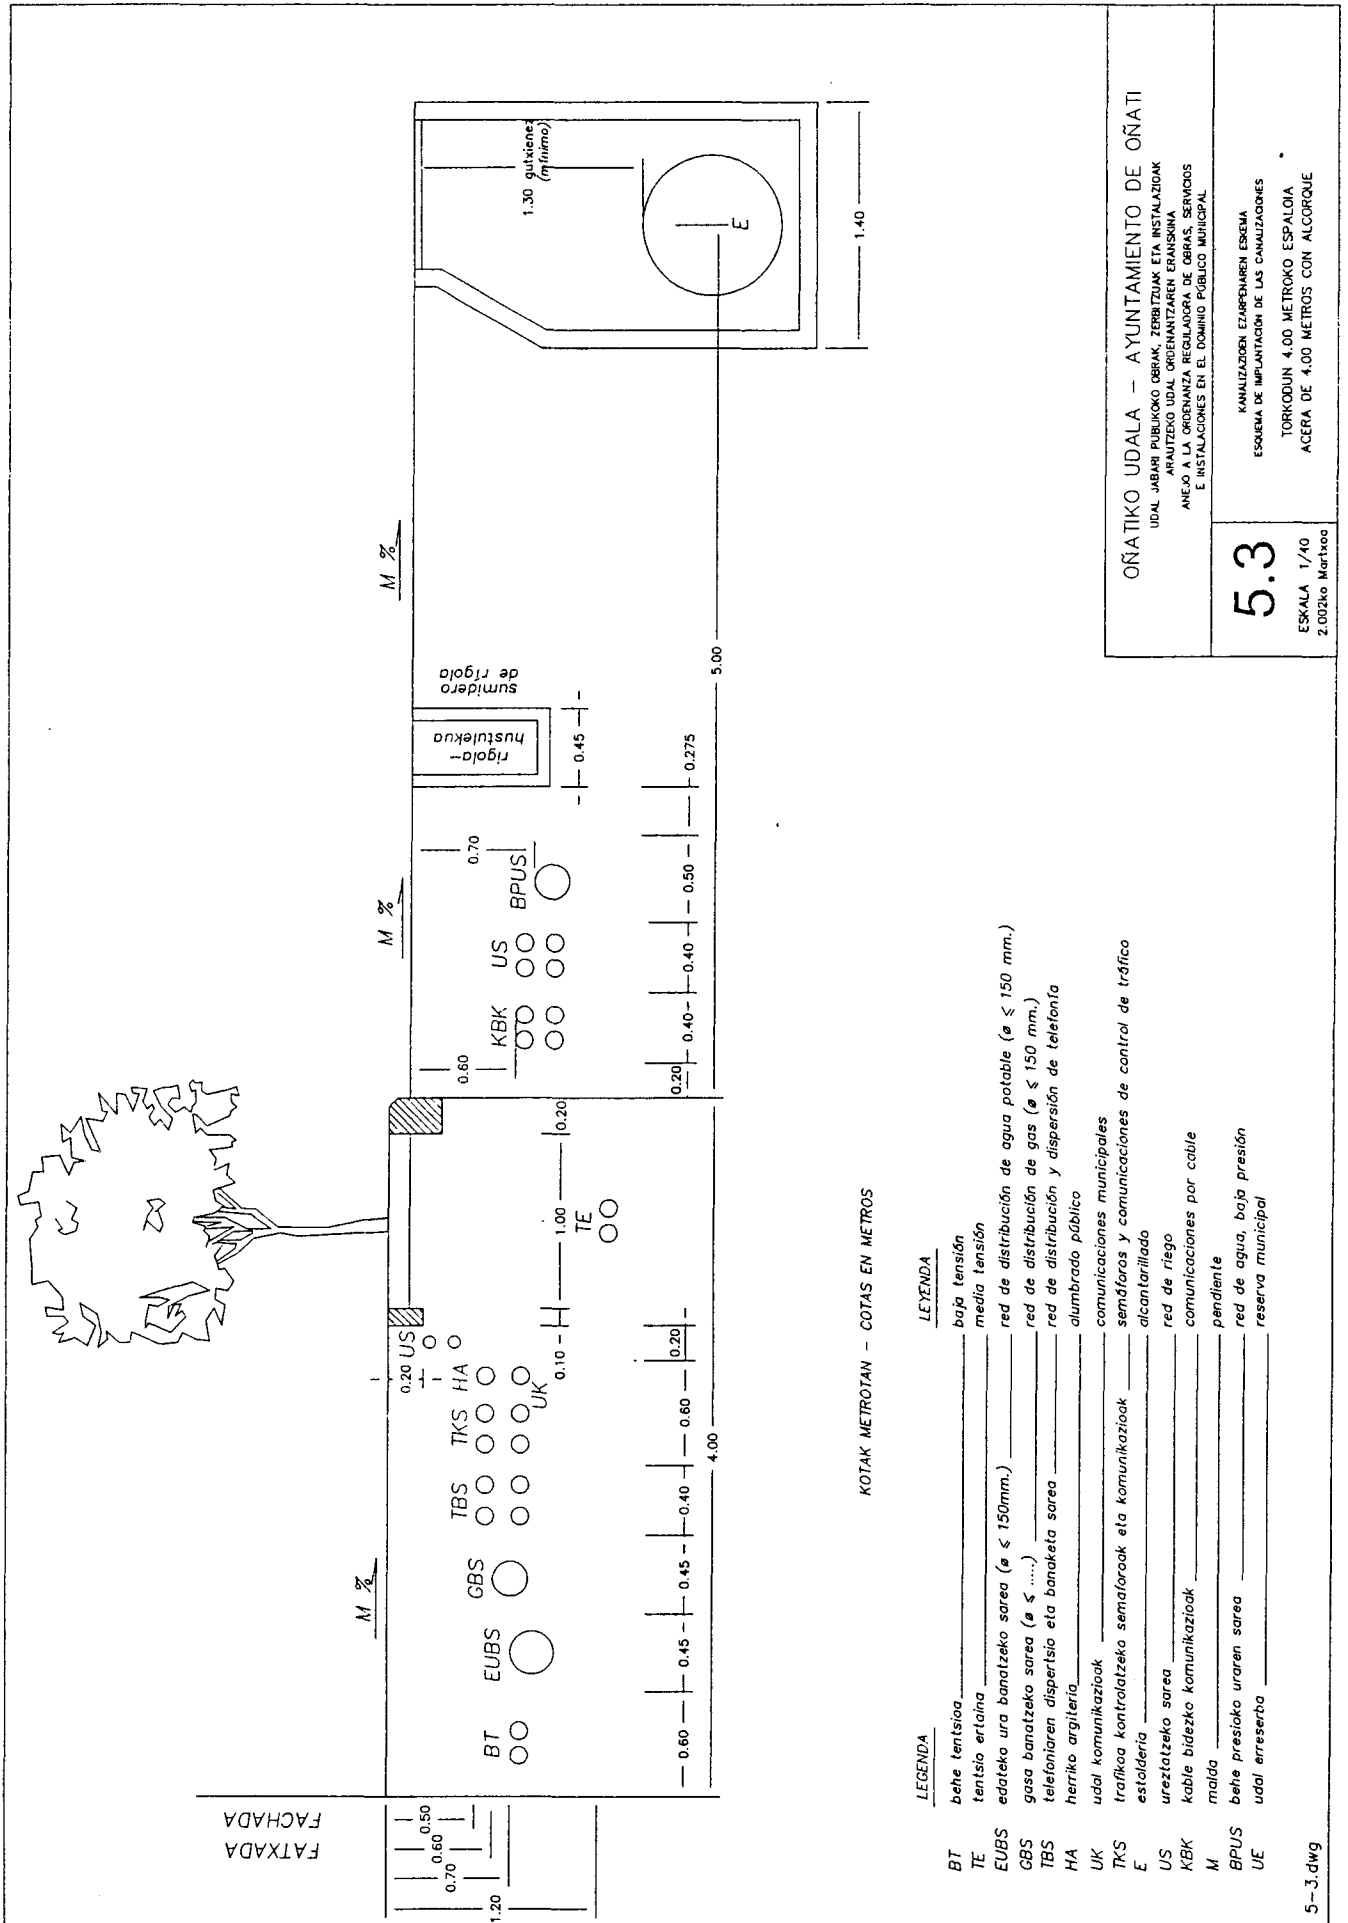 FATXADA
FACHADA
0.50
0.60
0.70
1.20
M %
M %
M %
BT
EUBS
GBS
TBS
TKS
HA
US
UK
0.20
TE
0.10
1.00
0.20
0.60
0.45
0.45
0.40
0.60
0.20
4.00
KBK
US
BPUS
0.60
0.70
0.20
0.40
0.40
0.50
0.275
5.00
rigola-
hustulekua
sumidero
de rígola
0.45
1.30 gutxienez
(mínimo)
E
1.40
KOTAK METROTAN - COTAS EN METROS
LEGENDA LEYENDA
BT behe tentsioa baja tensión
TE tentsio ertaina media tensión
EUBS edateko ura banatzeko sarea (ø ≤ 150mm.) red de distribución de agua potable (ø ≤ 150 mm.)
GBS gasa banatzeko sarea (ø ≤ .....) red de distribución de gas (ø ≤ 150 mm.)
TBS telefoniaren dispertsio eta banaketa sarea red de distribución y dispersión de telefonía
HA herriko argiteria alumbrado público
UK udal komunikazioak comunicaciones municipales
TKS trafikoa kontrolatzeko semaforoak eta komunikazioak semáforos y comunicaciones de control de tráfico
E estolderia alcantarillado
US ureztatzeko sarea red de riego
KBK kable bidezko komunikazioak comunicaciones por cable
M malda pendiente
BPUS behe presioko uraren sarea red de agua, baja presión
UE udal erreserba reserva municipal
5-3.dwg
OÑATIKO UDALA - AYUNTAMIENTO DE OÑATI
UDAL JABARI PUBLIKOKO OBRAK, ZERBITZUAK ETA INSTALAZIOAK
ARAUTZEKO UDAL ORDENANTZAREN ERANSKINA
ANEJO A LA ORDENANZA REGULADORA DE OBRAS, SERVICIOS
E INSTALACIONES EN EL DOMINIO PÚBLICO MUNICIPAL
5.3
ESKALA 1/40
2.002ko Martxoa
KANALIZAZIOEN EZARPENAREN ESKEMA
ESQUEMA DE IMPLANTACIÓN DE LAS CANALIZACIONES
TORKODUN 4.00 METROKO ESPALOIA
ACERA DE 4.00 METROS CON ALCORQUE